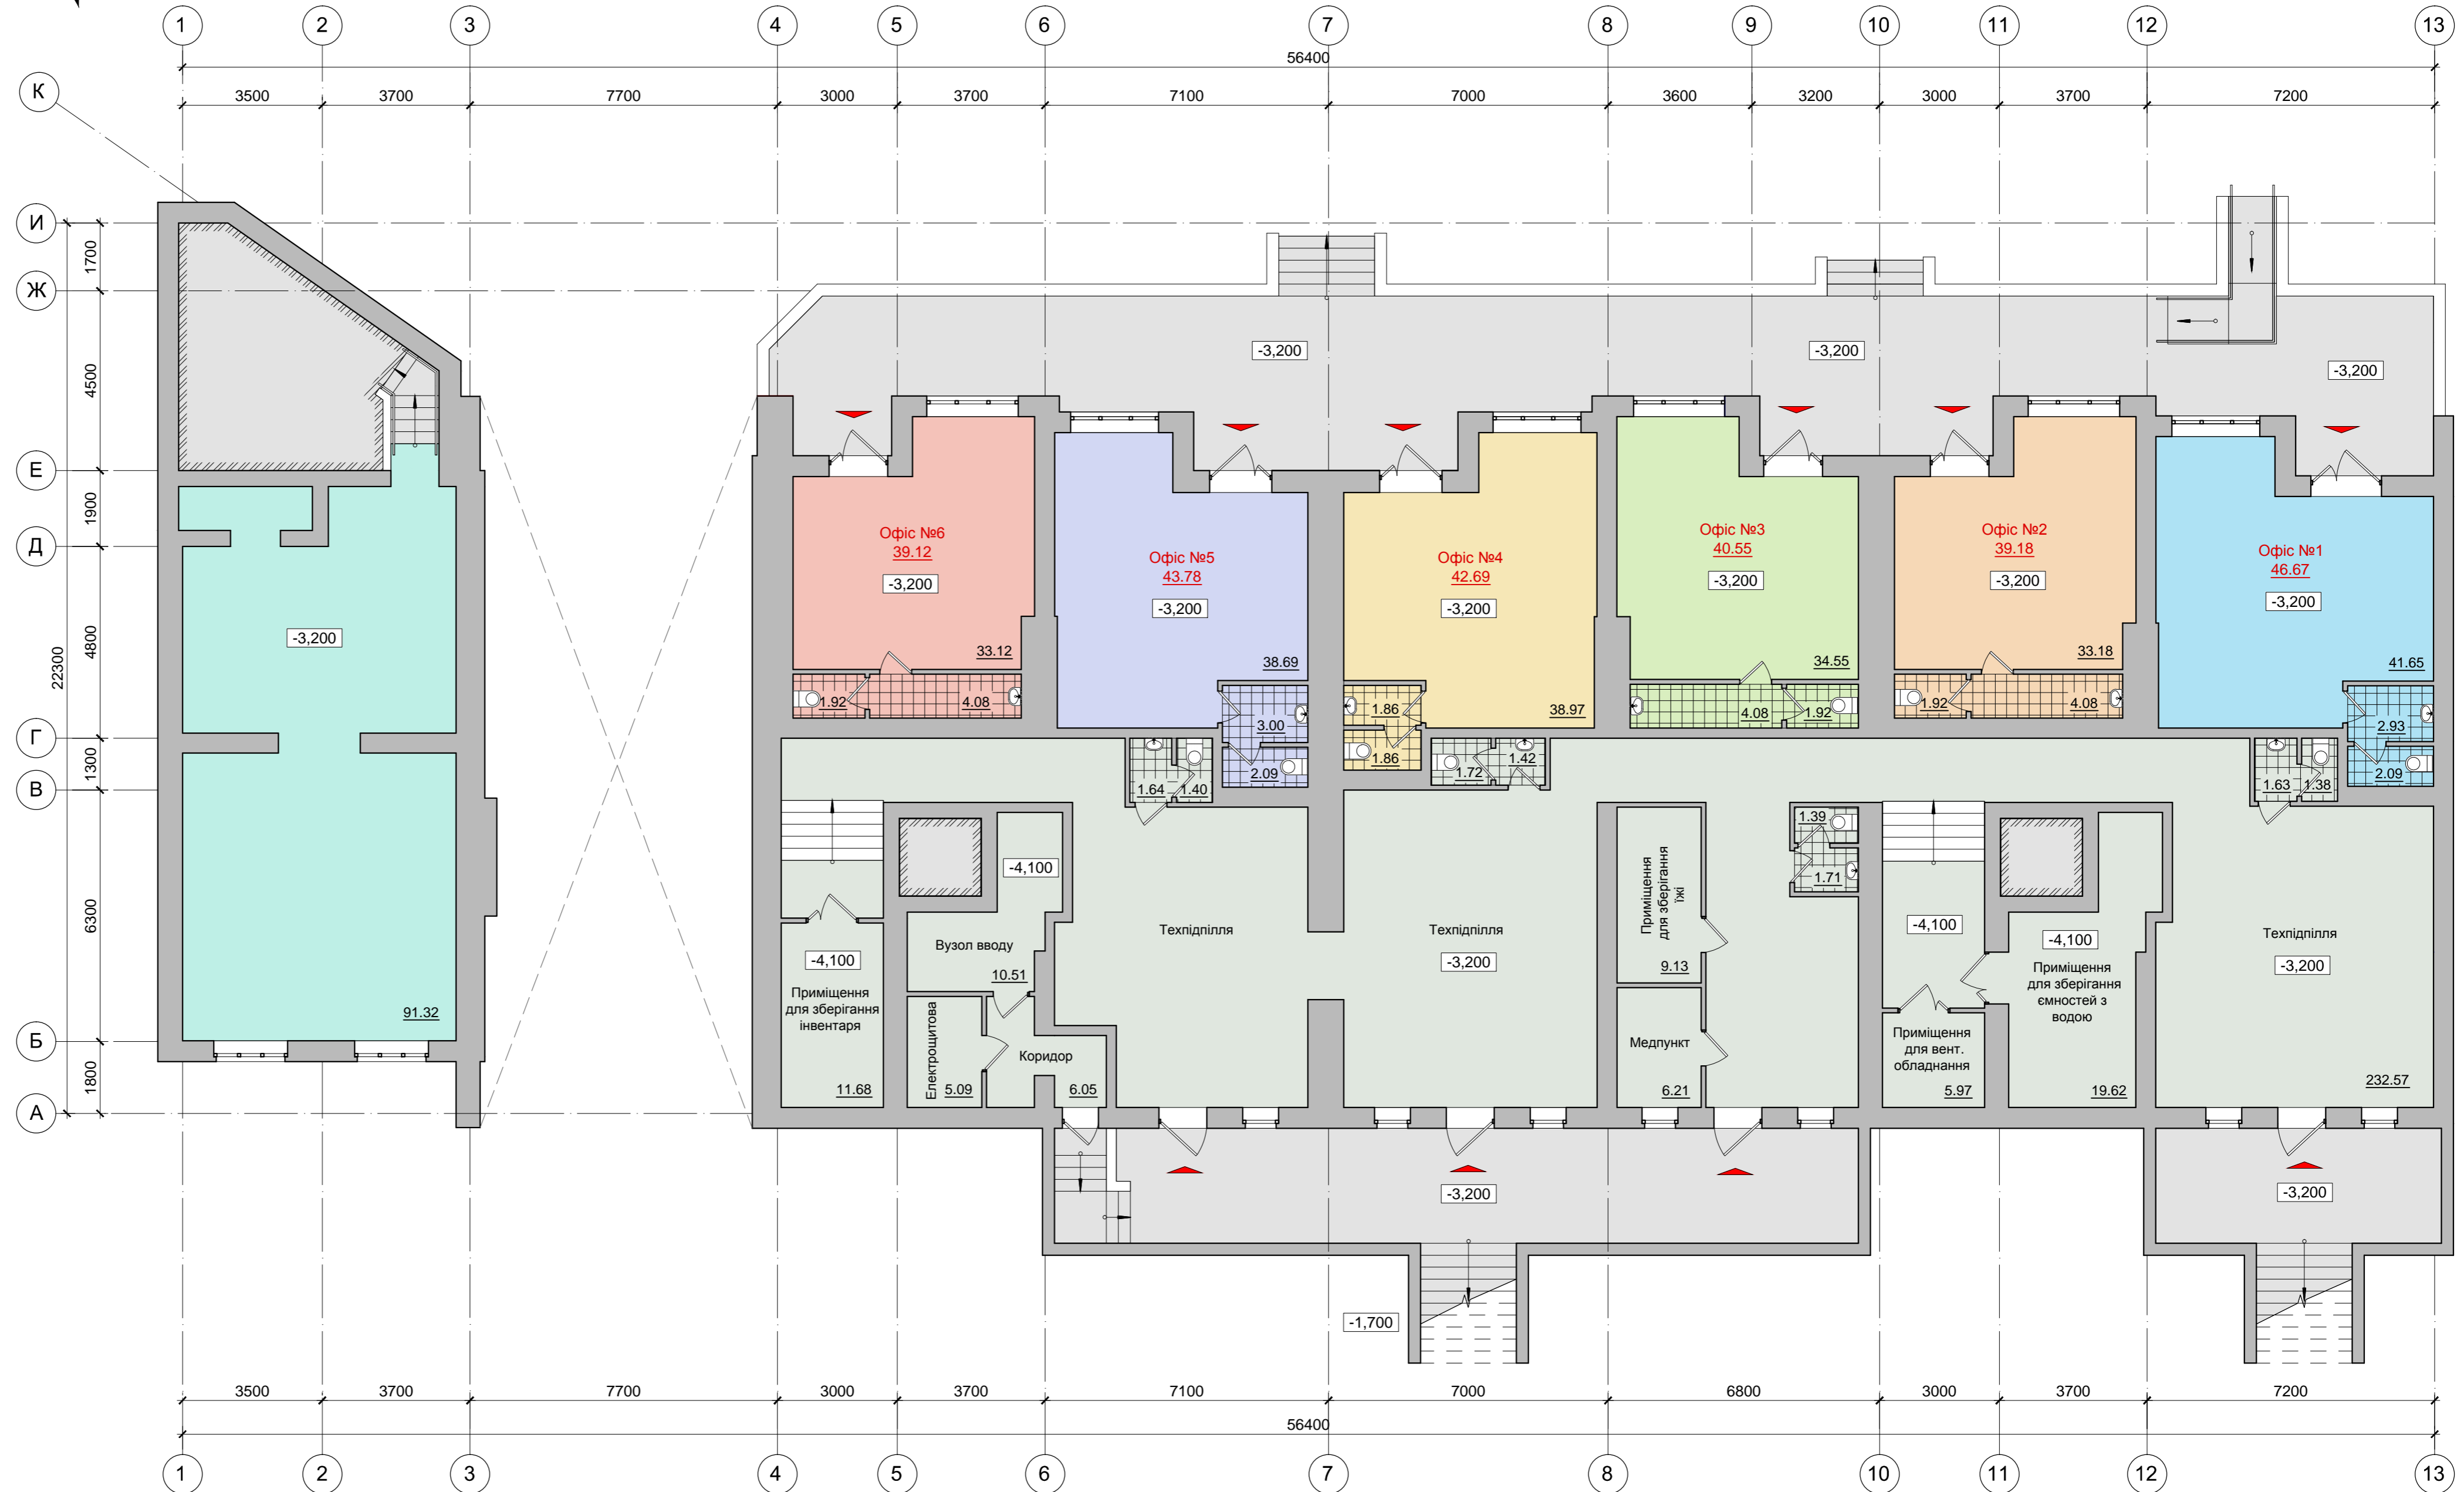 1 2 3 4 5 6 7 8 9 10 11 12 13
56400
3500 3700 7700 3000 3700 7100 7000 3600 3200 3000 3700 7200
К
И
Ж
Е
Д
Г
В
Б
А
1700
4500
1900
4800
1300
6300
1800
22300
-3,200
91.32
-3,200
-3,200
-3,200
Офіс №6
39.12
-3,200
33.12
1.92
4.08
Офіс №5
43.78
-3,200
38.69
3.00
2.09
Офіс №4
42.69
-3,200
38.97
1.86
1.86
Офіс №3
40.55
-3,200
34.55
4.08
1.92
Офіс №2
39.18
-3,200
33.18
1.92
4.08
Офіс №1
46.67
-3,200
41.65
2.93
2.09
1.64
1.40
1.72
1.42
1.39
1.71
1.63
1.38
-4,100
Приміщення
для зберігання
інвентаря
11.68
-4,100
Вузол вводу
10.51
Електрощитова
5.09
Коридор
6.05
Техпідпілля
Техпідпілля
-3,200
Приміщення
для зберігання
їжі
9.13
Медпункт
6.21
-4,100
Приміщення
для вент.
обладнання
5.97
-4,100
Приміщення
для зберігання
ємностей з
водою
19.62
Техпідпілля
-3,200
232.57
-3,200
-3,200
-1,700
3500 3700 7700 3000 3700 7100 7000 6800 3000 3700 7200
56400
1 2 3 4 5 6 7 8 10 11 12 13